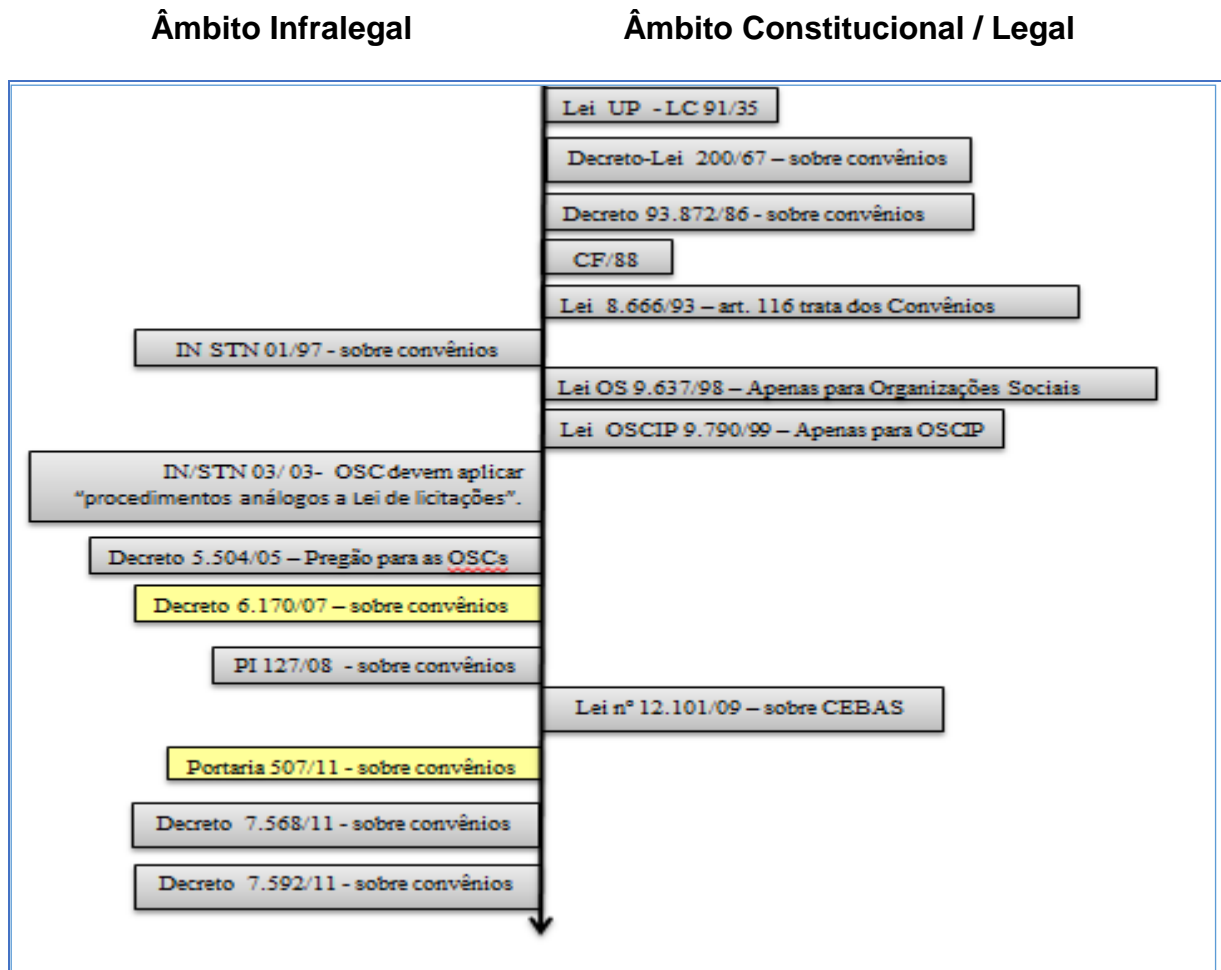 Âmbito Infralegal
Âmbito Constitucional / Legal
Lei UP - LC 91/35
Decreto-Lei 200/67 – sobre convênios
Decreto 93.872/86 - sobre convênios
CF/88
Lei 8.666/93 – art. 116 trata dos Convênios
IN STN 01/97 - sobre convênios
Lei OS 9.637/98 – Apenas para Organizações Sociais
Lei OSCIP 9.790/99 – Apenas para OSCIP
IN/STN 03/ 03- OSC devem aplicar
“procedimentos análogos a Lei de licitações”.
Decreto 5.504/05 – Pregão para as OSCs
Decreto 6.170/07 – sobre convênios
PI 127/08 - sobre convênios
Lei nº 12.101/09 – sobre CEBAS
Portaria 507/11 - sobre convênios
Decreto 7.568/11 - sobre convênios
Decreto 7.592/11 - sobre convênios